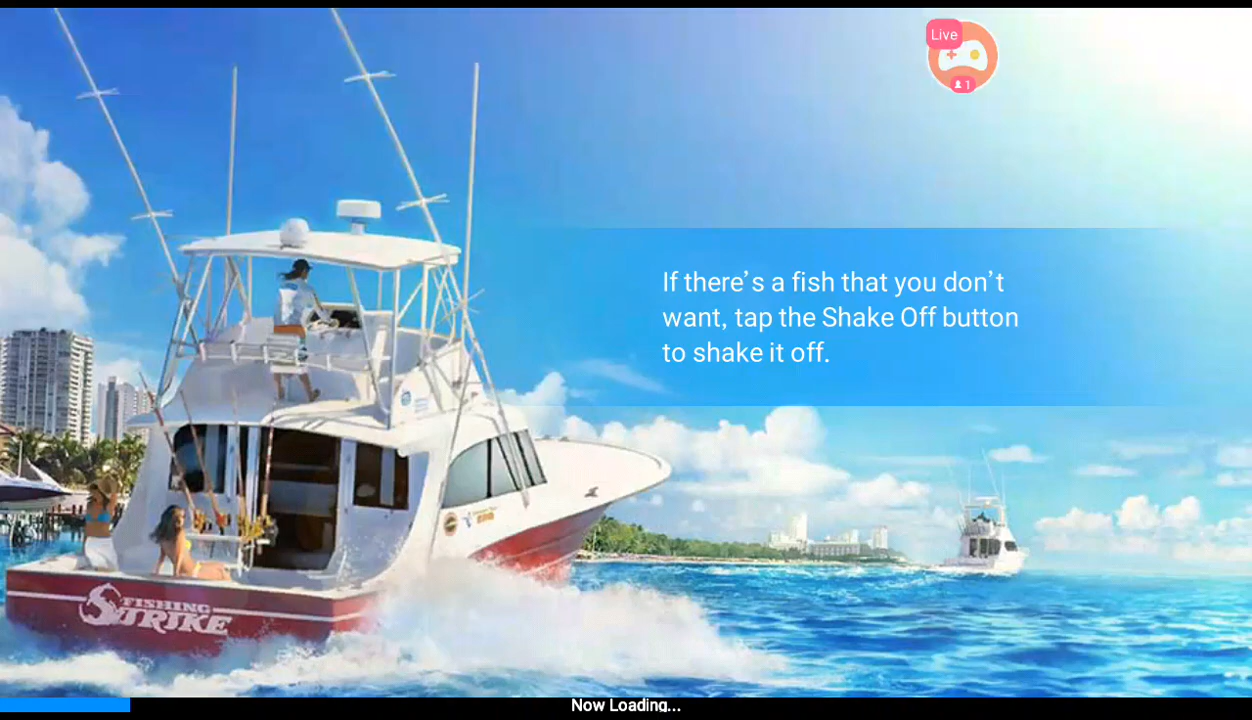 Live
1
If there's a fish that you don't
want, tap the Shake Off button
to shake it off.
FISHING
STRIKE
Now Loading...